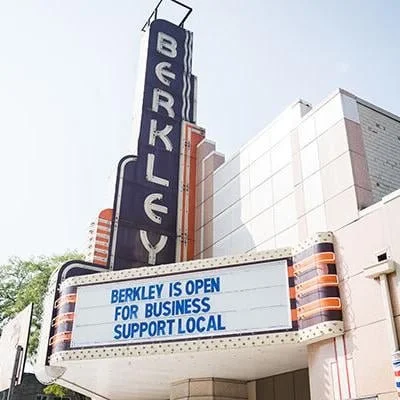 BERKLEY
BERKLEY IS OPEN
FOR BUSINESS
SUPPORT LOCAL